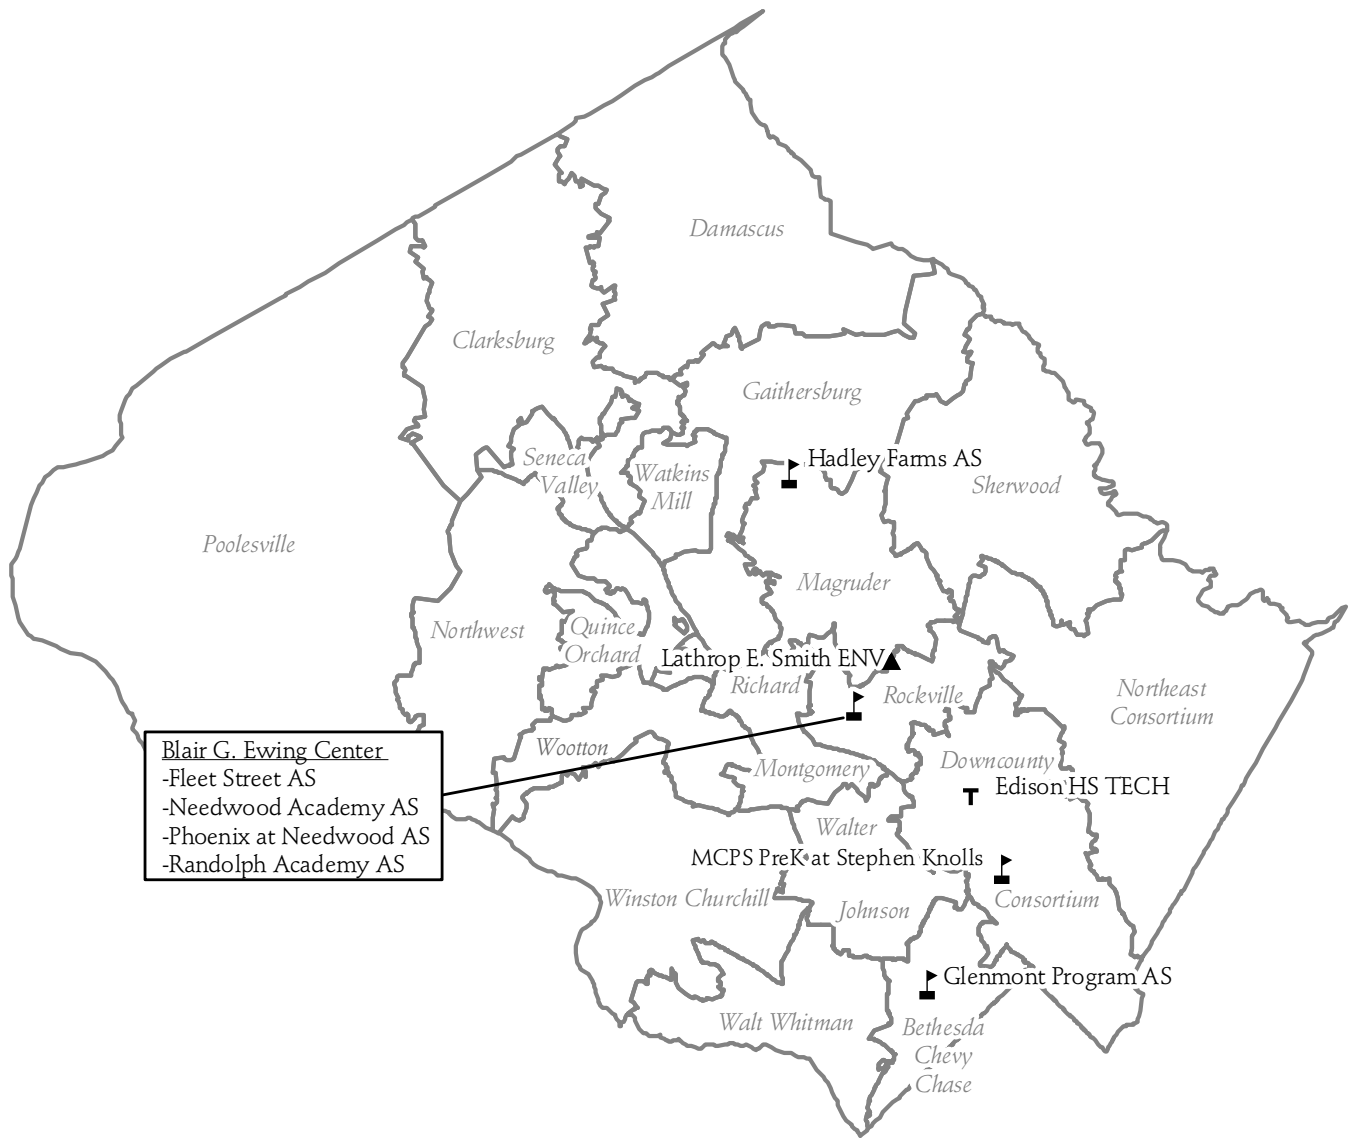 Damascus
Clarksburg
Gaithersburg
Seneca
Valley
Watkins
Mill
Hadley Farms AS
Sherwood
Poolesville
Magruder
Northwest
Quince
Orchard
Lathrop E. Smith ENV
Richard
Montgomery
Rockville
Northeast
Consortium
Wootton
Downcounty
Consortium
Edison HS TECH
Blair G. Ewing Center
-Fleet Street AS
-Needwood Academy AS
-Phoenix at Needwood AS
-Randolph Academy AS
Walter
Johnson
MCPS PreK at Stephen Knolls
Winston Churchill
Glenmont Program AS
Walt Whitman
Bethesda
Chevy
Chase